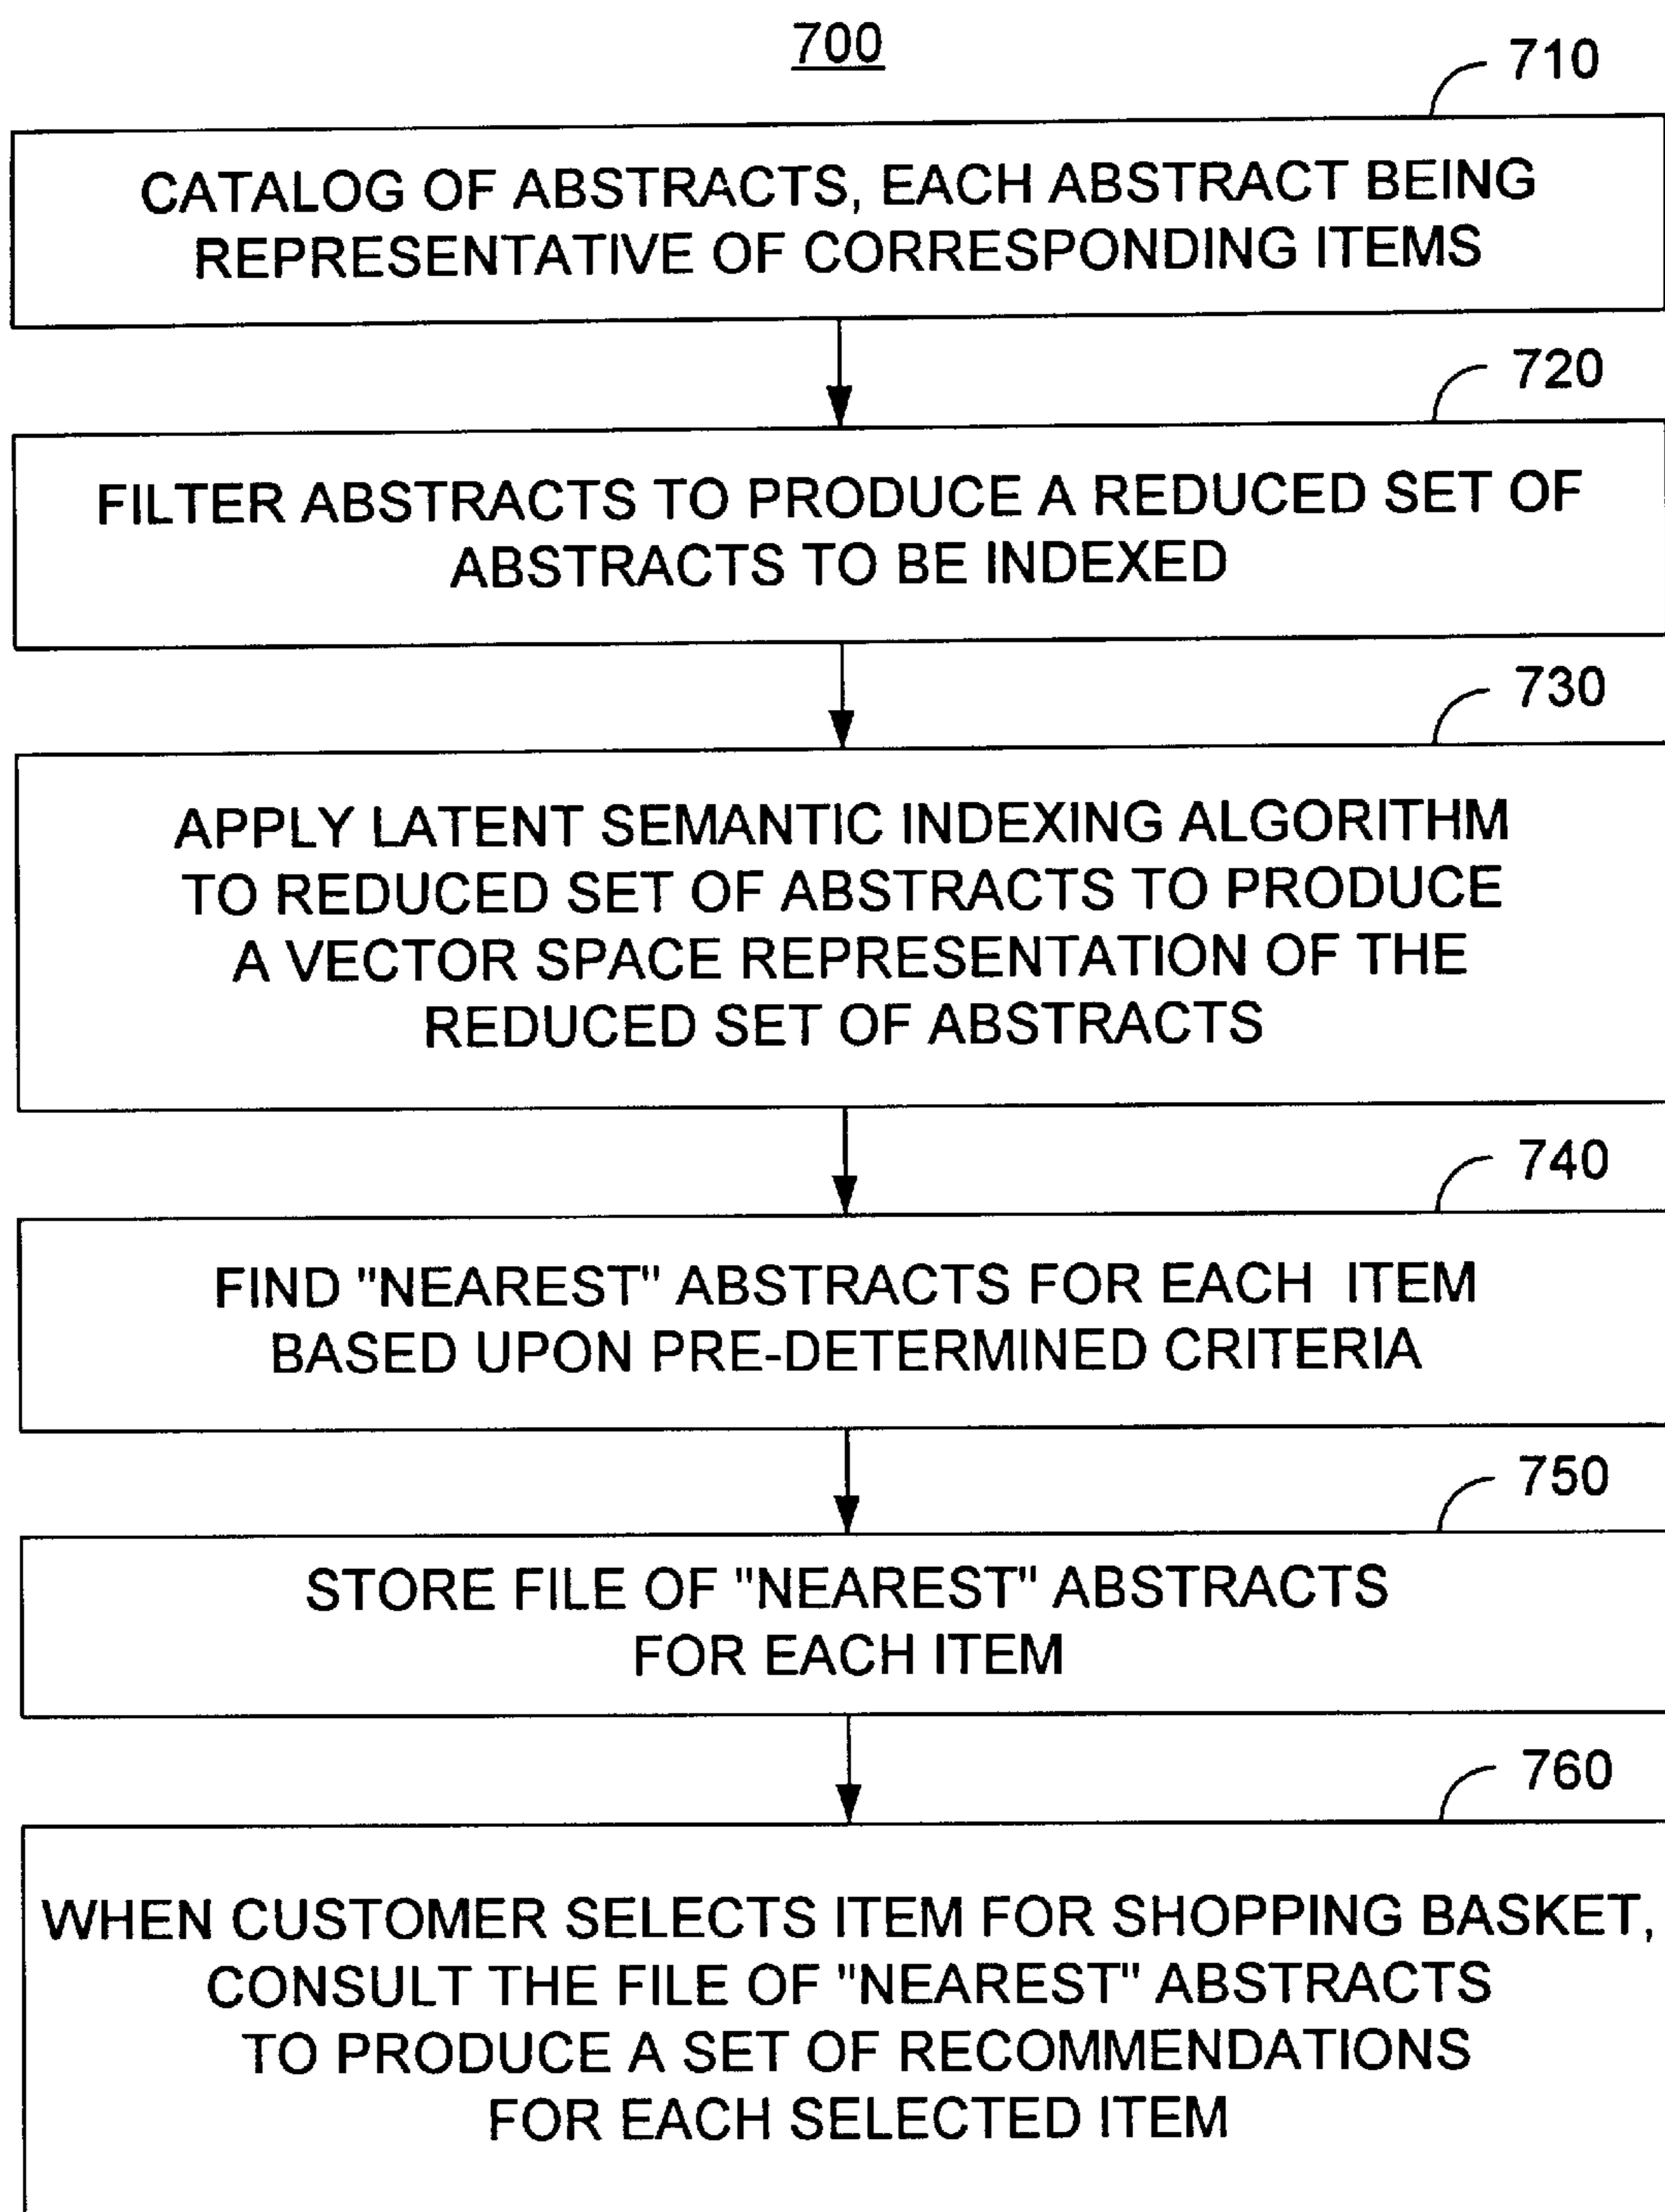 700
710
CATALOG OF ABSTRACTS, EACH ABSTRACT BEING
REPRESENTATIVE OF CORRESPONDING ITEMS
720
FILTER ABSTRACTS TO PRODUCE A REDUCED SET OF
ABSTRACTS TO BE INDEXED
730
APPLY LATENT SEMANTIC INDEXING ALGORITHM
TO REDUCED SET OF ABSTRACTS TO PRODUCE
A VECTOR SPACE REPRESENTATION OF THE
REDUCED SET OF ABSTRACTS
740
FIND "NEAREST" ABSTRACTS FOR EACH ITEM
BASED UPON PRE-DETERMINED CRITERIA
750
STORE FILE OF "NEAREST" ABSTRACTS
FOR EACH ITEM
760
WHEN CUSTOMER SELECTS ITEM FOR SHOPPING BASKET,
CONSULT THE FILE OF "NEAREST" ABSTRACTS
TO PRODUCE A SET OF RECOMMENDATIONS
FOR EACH SELECTED ITEM